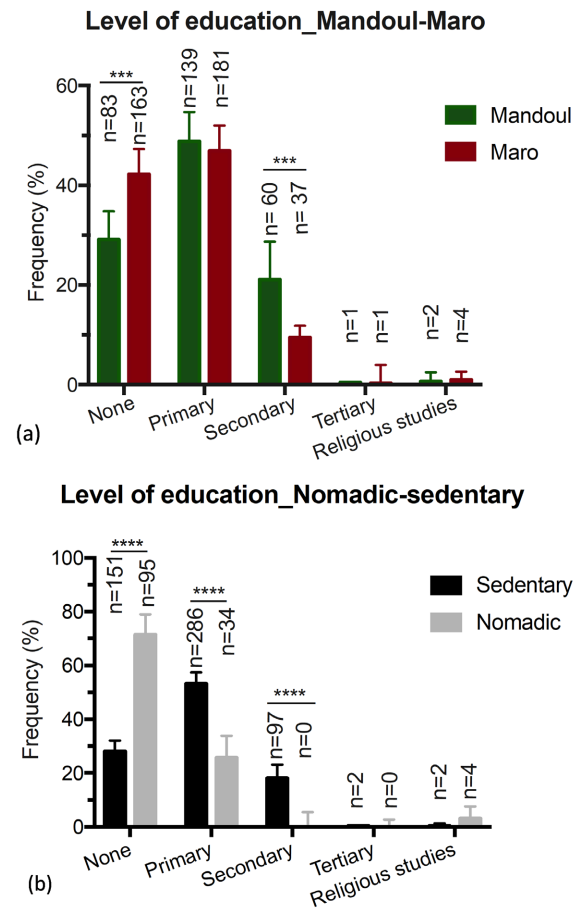 Level of education_Mandoul-Maro
Frequency (%)
60
40
20
0
n=83
***
n=163
n=139
n=181
n= 60
***
n= 37
n=1
n=1
n=2
n=4
Mandoul
Maro
None
Primary
Secondary
Tertiary
Religious studies
(a)
Level of education_Nomadic-sedentary
Frequency (%)
100
80
60
40
20
0
n=151
****
n=95
n=286
****
n=34
n=97
****
n=0
n=2
n=0
n=2
n=4
Sedentary
Nomadic
None
Primary
Secondary
Tertiary
Religious studies
(b)